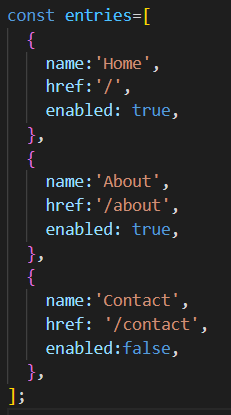 const entries=[
  {
    name:'Home',
    href:'/',
    enabled: true,
  },
  {
    name:'About',
    href:'/about',
    enabled: true,
  },
  {
    name:'Contact',
    href: '/contact',
    enabled:false,
  },
];